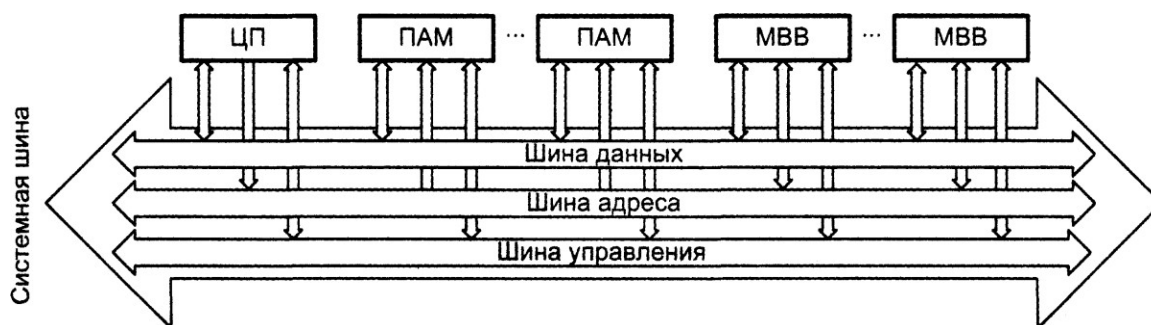 ЦП ПАМ ... ПАМ МВВ ... МВВ
Системная шина
Шина данных
Шина адреса
Шина управления